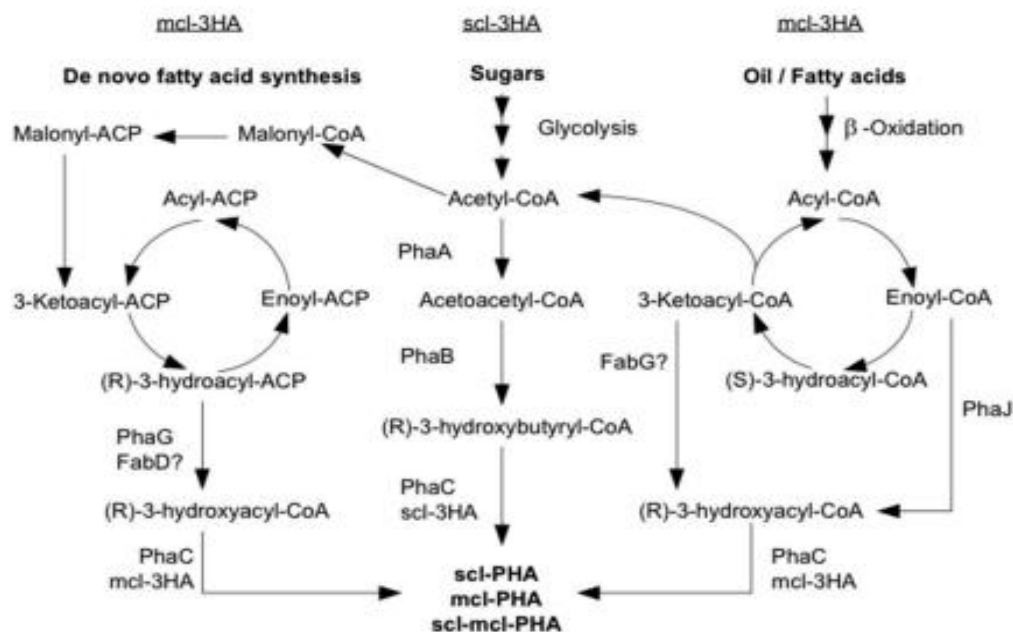 mcl-3HA
scl-3HA
mcl-3HA
De novo fatty acid synthesis
Sugars
Oil / Fatty acids
Glycolysis
β-Oxidation
Malonyl-ACP
Malonyl-CoA
Acyl-ACP
Acetyl-CoA
Acyl-CoA
PhaA
3-Ketoacyl-ACP
Enoyl-ACP
Acetoacetyl-CoA
3-Ketoacyl-CoA
Enoyl-CoA
PhaB
FabG?
(R)-3-hydroacyl-ACP
(S)-3-hydroacyl-CoA
PhaJ
(R)-3-hydroxybutyryl-CoA
PhaG
FabD?
PhaC
scl-3HA
(R)-3-hydroxyacyl-CoA
(R)-3-hydroxyacyl-CoA
PhaC
mcl-3HA
PhaC
mcl-3HA
scl-PHA
mcl-PHA
scl-mcl-PHA